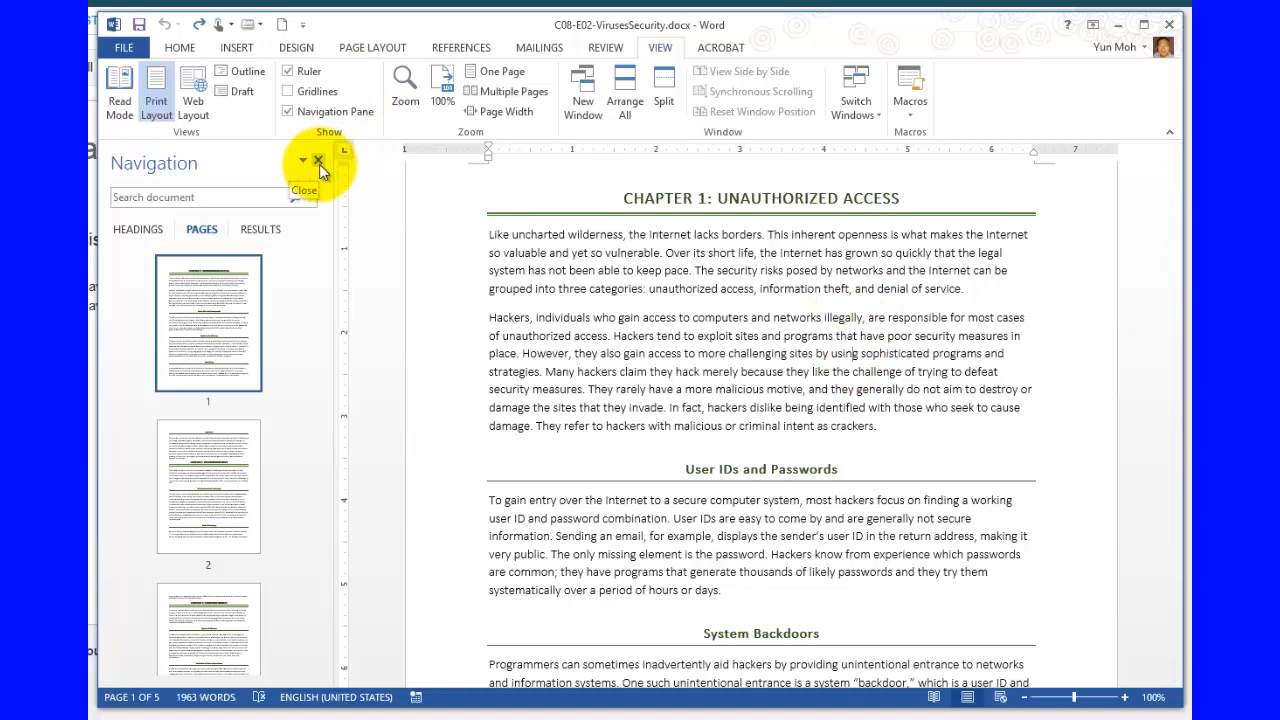 C08-E02-VirusesSecurity.docx - Word
FILE HOME INSERT DESIGN PAGE LAYOUT REFERENCES MAILINGS REVIEW VIEW ACROBAT Yun Moh
Read Mode
Print Layout
Web Layout
Outline
Draft
Views
Ruler
Gridlines
Navigation Pane
Show
Zoom
100%
One Page
Multiple Pages
Page Width
Zoom
New Window
Arrange All
Split
View Side by Side
Synchronous Scrolling
Reset Window Position
Window
Switch Windows
Macros
Macros
Navigation
Close
Search document
HEADINGS PAGES RESULTS
1
2
1 1 2 3 4 5 6 7
1
2
3
4
5
6
CHAPTER 1: UNAUTHORIZED ACCESS
Like uncharted wilderness, the Internet lacks borders. This inherent openness is what makes the Internet
so valuable and yet so vulnerable. Over its short life, the Internet has grown so quickly that the legal
system has not been able to keep pace. The security risks posed by networks and the Internet can be
grouped into three categories: unauthorized access, information theft, and denial of service.
Hackers, individuals who gain access to computers and networks illegally, are responsible for most cases
of unauthorized access. Hackers tend to exploit sites and programs that have poor security measures in
place. However, they also gain access to more challenging sites by using sophisticated programs and
strategies. Many hackers say they hack merely because they like the challenge of trying to defeat
security measures. They rarely have a more malicious motive, and they generally do not aim to destroy or
damage the sites that they invade. In fact, hackers dislike being identified with those who seek to cause
damage. They refer to hackers with malicious or criminal intent as crackers.
User IDs and Passwords
To gain entry over the Internet to a secure computer system, most hackers focus on finding a working
user ID and password combination. User IDs are easy to come by and are generally not secure
information. Sending an email, for example, displays the sender's user ID in the return address, making it
very public. The only missing element is the password. Hackers know from experience which passwords
are common; they have programs that generate thousands of likely passwords and they try them
systematically over a period of hours or days.
System Backdoors
Programmers can sometimes inadvertently aid hackers by providing unintentional entrance to networks
and information systems. One such unintentional entrance is a system "backdoor," which is a user ID and
PAGE 1 OF 5 1963 WORDS ENGLISH (UNITED STATES) 100%